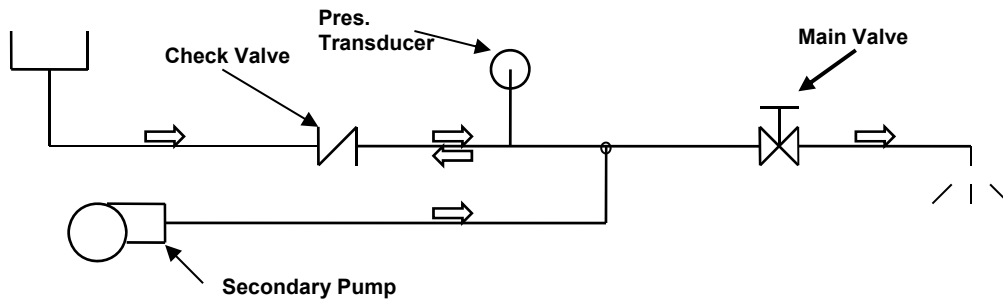 Pres.
Transducer
Check Valve
Main Valve
Secondary Pump